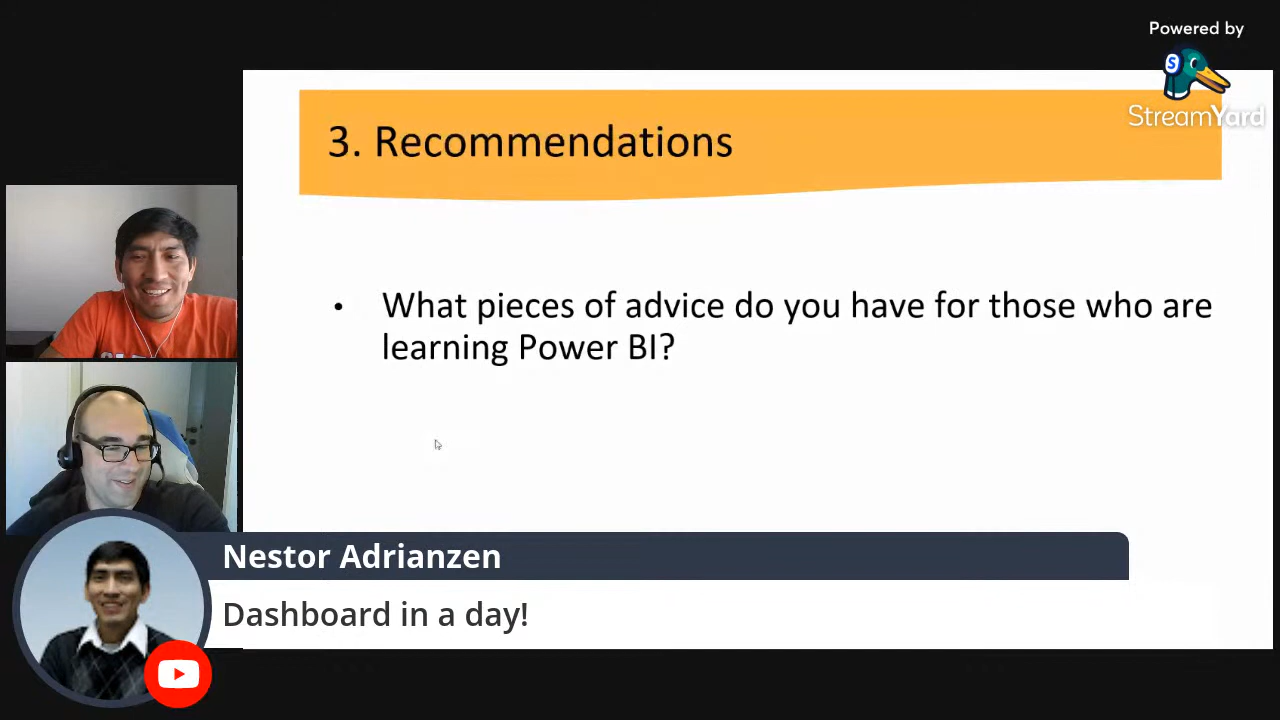 Powered by
StreamYard
3. Recommendations
• What pieces of advice do you have for those who are
learning Power BI?
Nestor Adrianzen
Dashboard in a day!